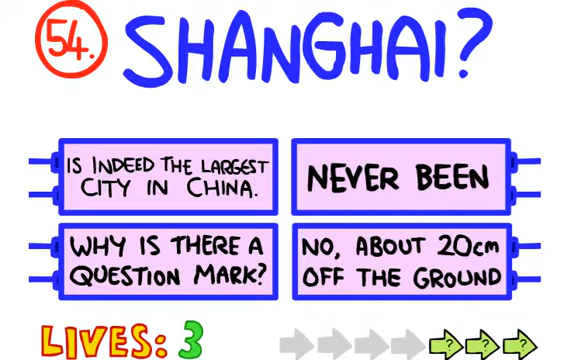 54.
SHANGHAI?
IS INDEED THE LARGEST
CITY IN CHINA.
NEVER BEEN
WHY IS THERE A
QUESTION MARK?
NO, ABOUT 20cm
OFF THE GROUND
LIVES: 3
? ? ?